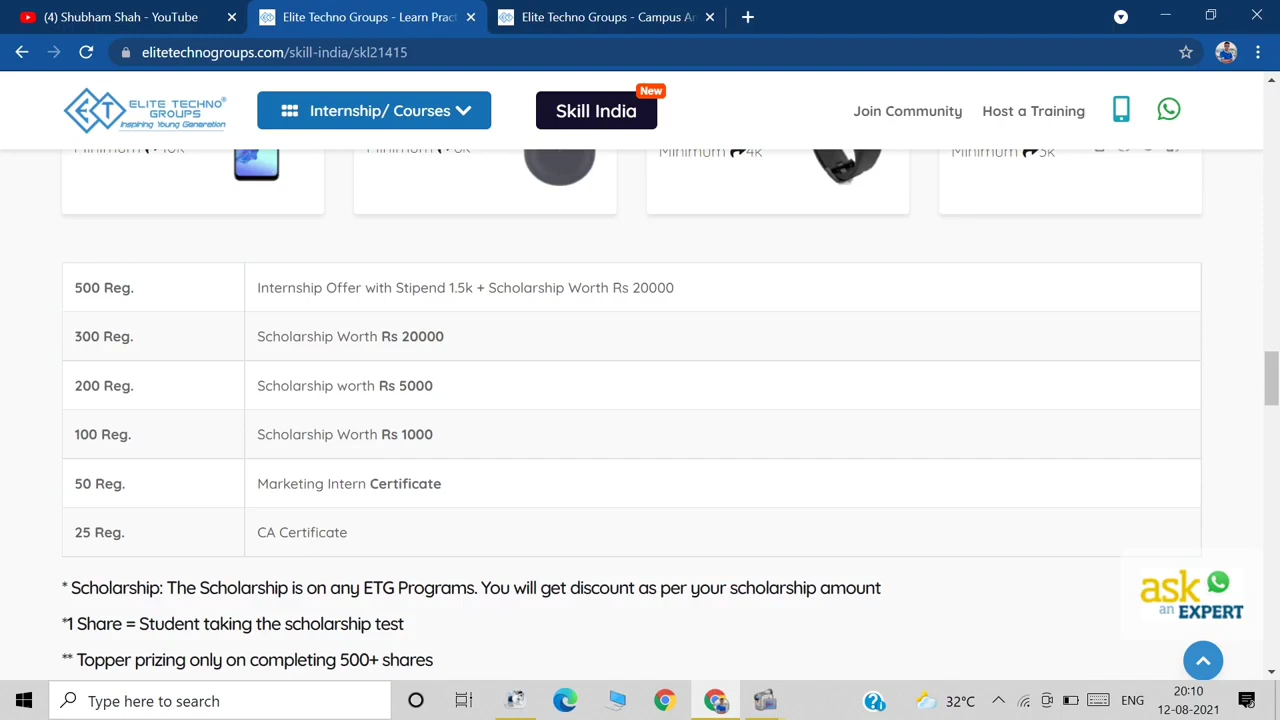 (4) Shubham Shah - YouTube
Elite Techno Groups - Learn Pract
Elite Techno Groups - Campus Am
elitetechnogroups.com/skill-india/skl21415
ELITE TECHNO GROUPS
Inspiring Young Generation
Internship/ Courses
Skill India
New
Join Community
Host a Training
Minimum
Minimum
Minimum 4k
Minimum
500 Reg. Internship Offer with Stipend 1.5k + Scholarship Worth Rs 20000
300 Reg. Scholarship Worth Rs 20000
200 Reg. Scholarship worth Rs 5000
100 Reg. Scholarship Worth Rs 1000
50 Reg. Marketing Intern Certificate
25 Reg. CA Certificate
* Scholarship: The Scholarship is on any ETG Programs. You will get discount as per your scholarship amount
*1 Share = Student taking the scholarship test
** Topper prizing only on completing 500+ shares
ask
an EXPERT
Type here to search
32°C
ENG
20:10
12-08-2021